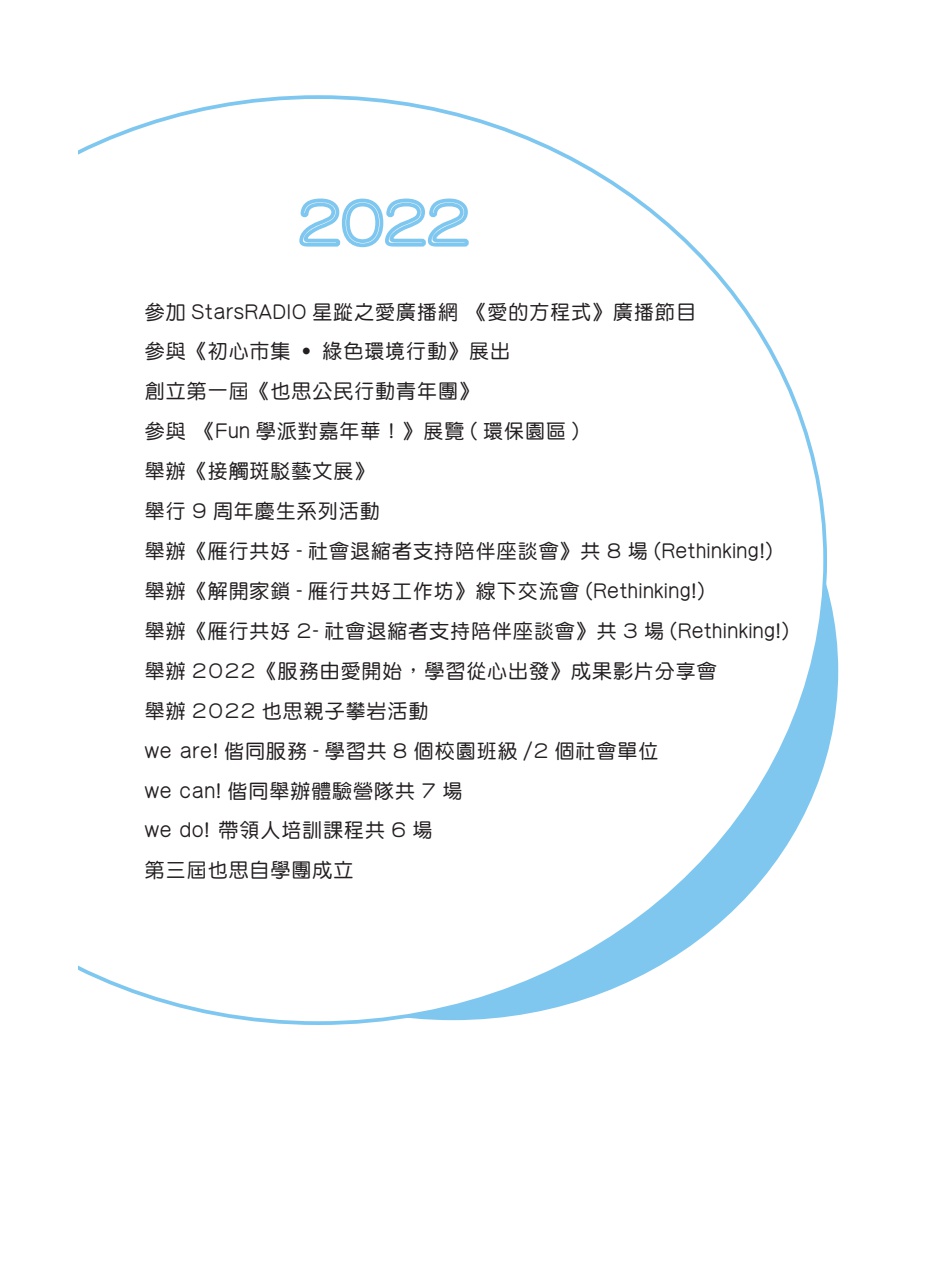 2022
參加 StarsRADIO 星蹤之愛廣播網 《愛的方程式》廣播節目
參與《初心市集 • 綠色環境行動》展出
創立第一屆《也思公民行動青年團》
參與 《Fun 學派對嘉年華！》展覽 ( 環保園區 )
舉辦《接觸斑駁藝文展》
舉行 9 周年慶生系列活動
舉辦《雁行共好 - 社會退縮者支持陪伴座談會》共 8 場 (Rethinking!)
舉辦《解開家鎖 - 雁行共好工作坊》線下交流會 (Rethinking!)
舉辦《雁行共好 2- 社會退縮者支持陪伴座談會》共 3 場 (Rethinking!)
舉辦 2022《服務由愛開始，學習從心出發》成果影片分享會
舉辦 2022 也思親子攀岩活動
we are! 偕同服務 - 學習共 8 個校園班級 /2 個社會單位
we can! 偕同舉辦體驗營隊共 7 場
we do! 帶領人培訓課程共 6 場
第三屆也思自學團成立